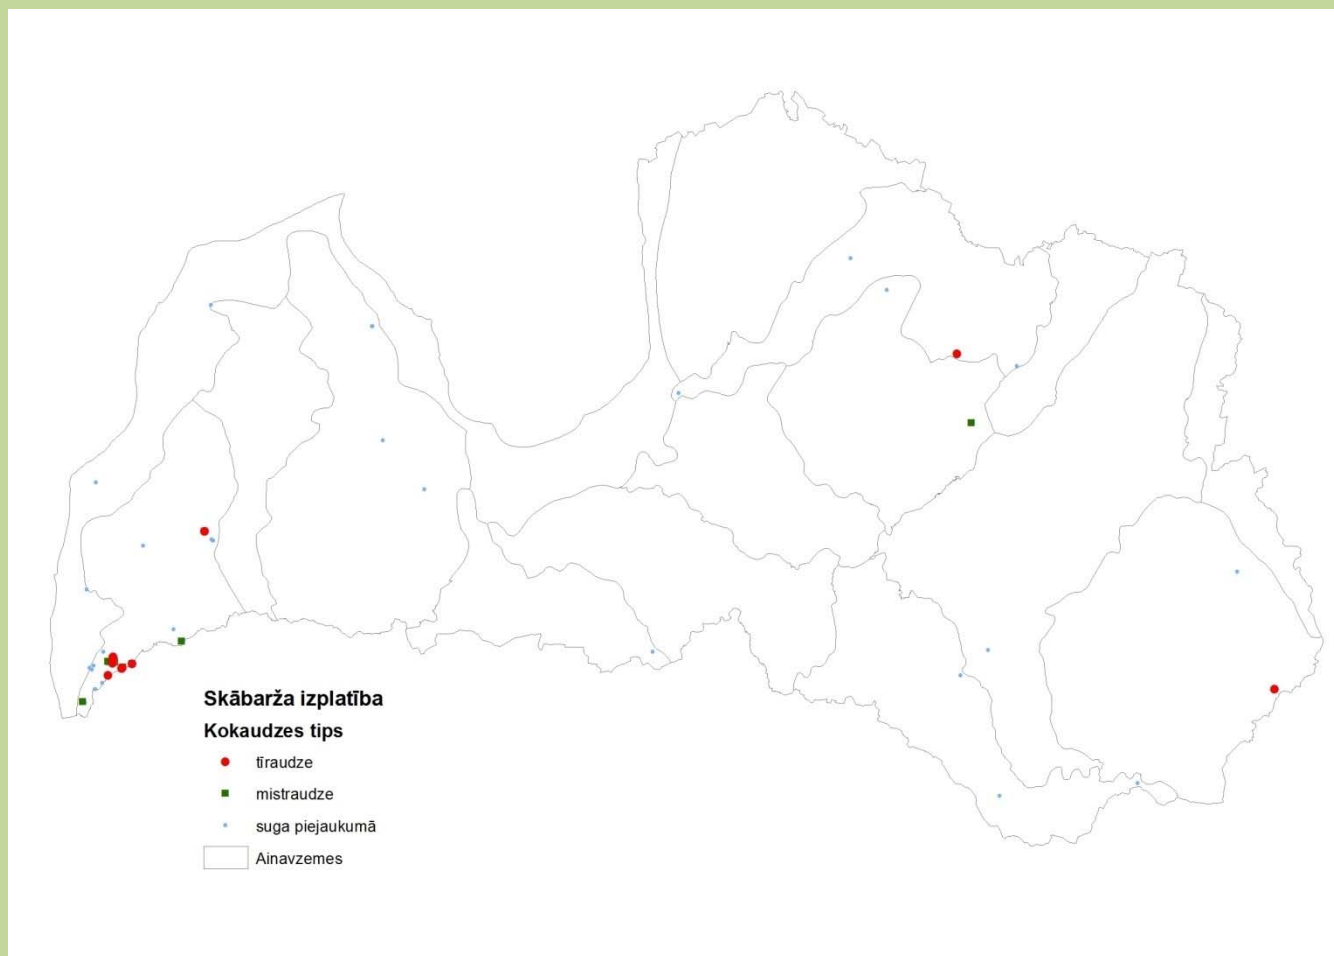 Skābarža izplatība
Kokaudzes tips
tīraudze
mistraudze
suga piejaukumā
Ainavzemes